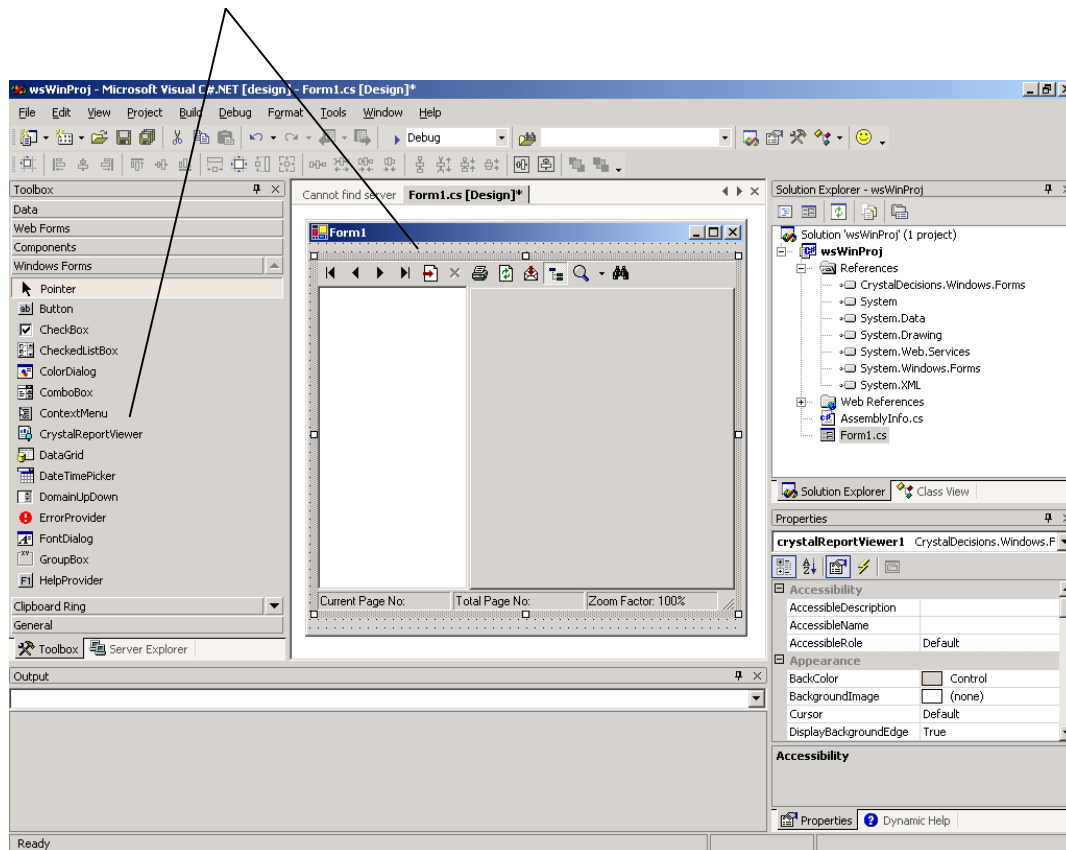 wsWinProj - Microsoft Visual C#.NET [design] - Form1.cs [Design]*
File Edit View Project Build Debug Format Tools Window Help
Debug
Toolbox
Data
Web Forms
Components
Windows Forms
Pointer
Button
CheckBox
CheckedListBox
ColorDialog
ComboBox
ContextMenu
CrystalReportViewer
DataGrid
DateTimePicker
DomainUpDown
ErrorProvider
FontDialog
GroupBox
HelpProvider
Clipboard Ring
General
Toolbox Server Explorer
Cannot find server Form1.cs [Design]*
Form1
Current Page No: Total Page No: Zoom Factor: 100%
Solution Explorer - wsWinProj
Solution 'wsWinProj' (1 project)
wsWinProj
References
CrystalDecisions.Windows.Forms
System
System.Data
System.Drawing
System.Web.Services
System.Windows.Forms
System.XML
Web References
AssemblyInfo.cs
Form1.cs
Solution Explorer Class View
Properties
crystalReportViewer1 CrystalDecisions.Windows.F
Accessibility
AccessibleDescription
AccessibleName
AccessibleRole Default
Appearance
BackColor Control
BackgroundImage (none)
Cursor Default
DisplayBackgroundEdge True
Accessibility
Properties Dynamic Help
Output
Ready